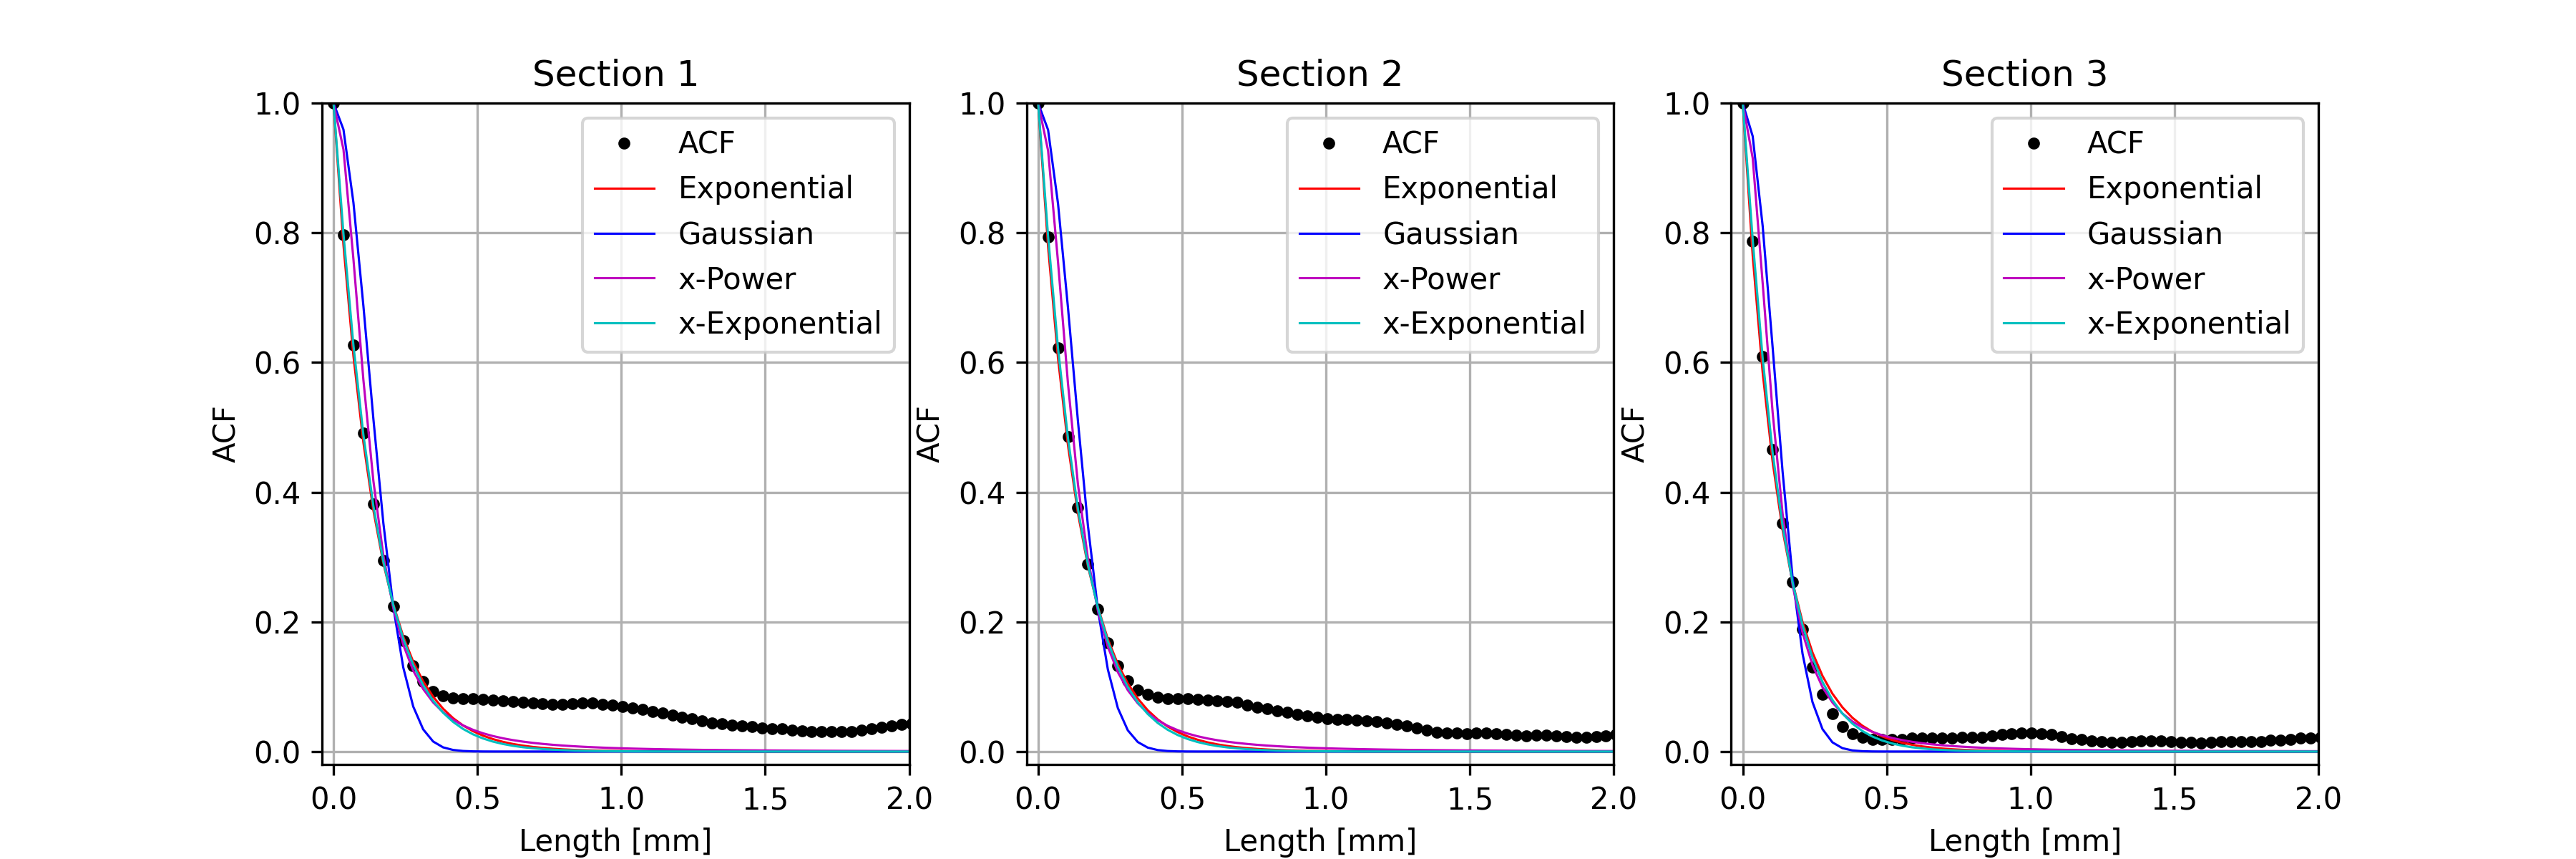 Section 1
1.0
0.8
0.6
0.4
0.2
0.0
ACF
ACF
Exponential
Gaussian
x-Power
x-Exponential
0.0 0.5 1.0 1.5 2.0
Length [mm]
Section 2
1.0
0.8
0.6
0.4
0.2
0.0
ACF
ACF
Exponential
Gaussian
x-Power
x-Exponential
0.0 0.5 1.0 1.5 2.0
Length [mm]
Section 3
1.0
0.8
0.6
0.4
0.2
0.0
ACF
ACF
Exponential
Gaussian
x-Power
x-Exponential
0.0 0.5 1.0 1.5 2.0
Length [mm]